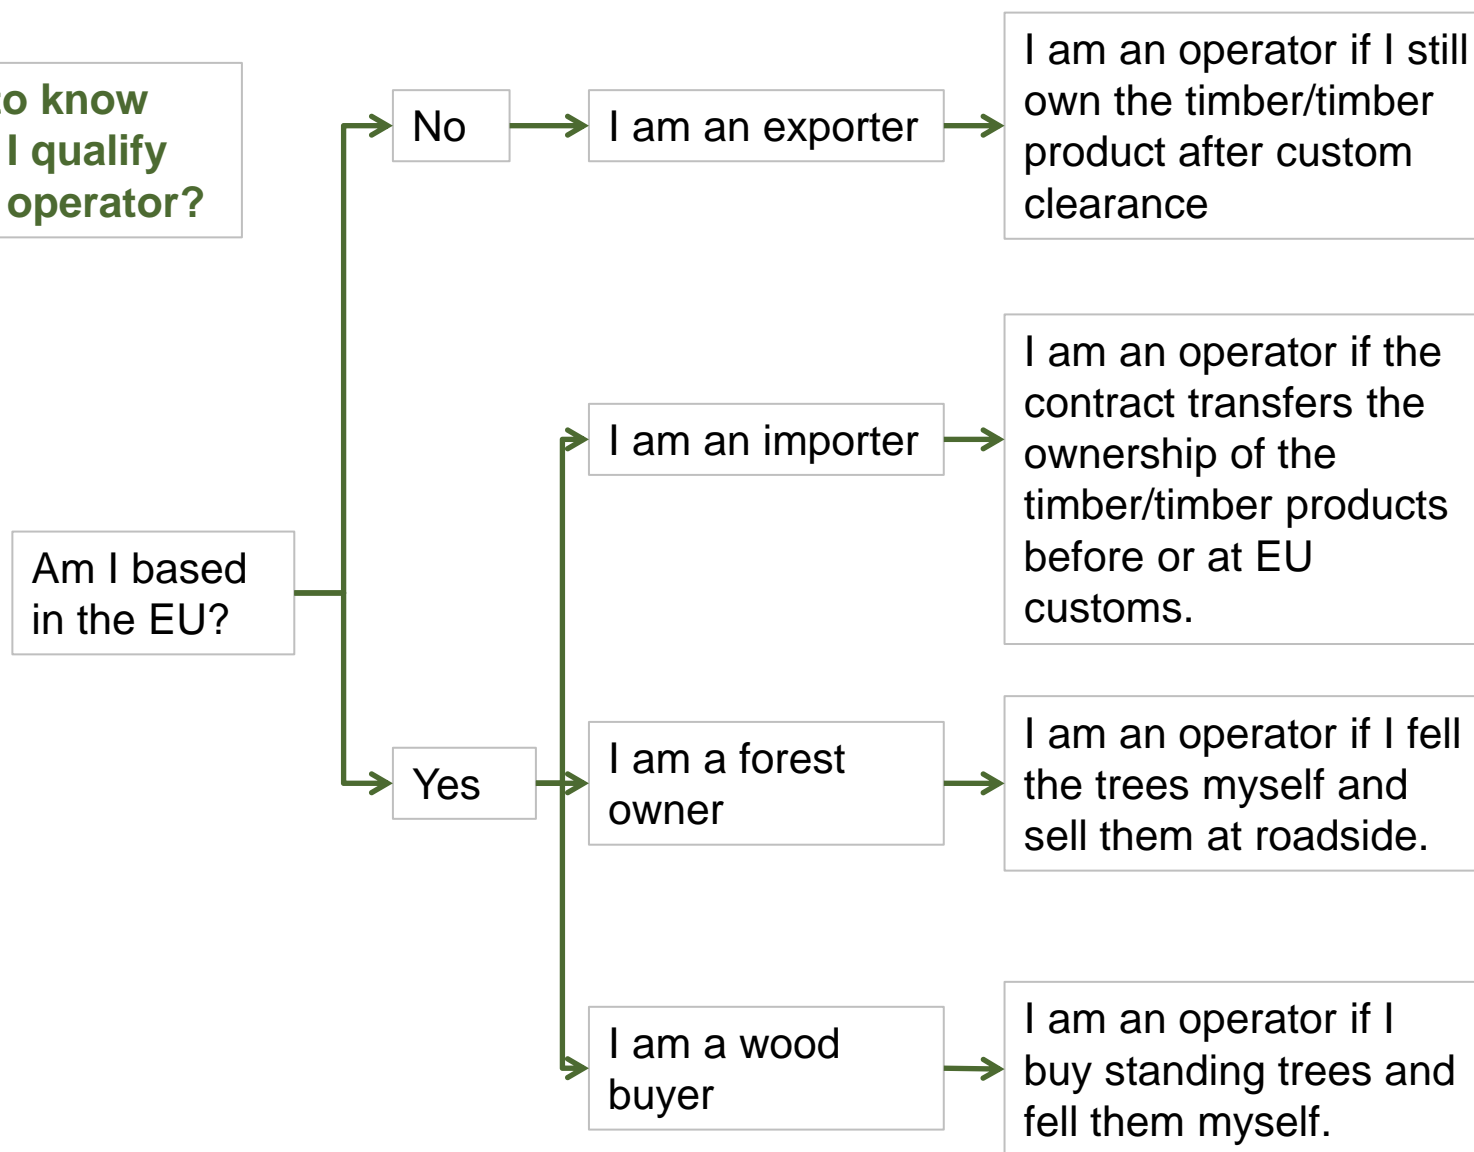 to know
I qualify
operator?
Am I based
in the EU?
No
I am an exporter
I am an operator if I still
own the timber/timber
product after custom
clearance
Yes
I am an importer
I am an operator if the
contract transfers the
ownership of the
timber/timber products
before or at EU
customs.
I am a forest
owner
I am an operator if I fell
the trees myself and
sell them at roadside.
I am a wood
buyer
I am an operator if I
buy standing trees and
fell them myself.